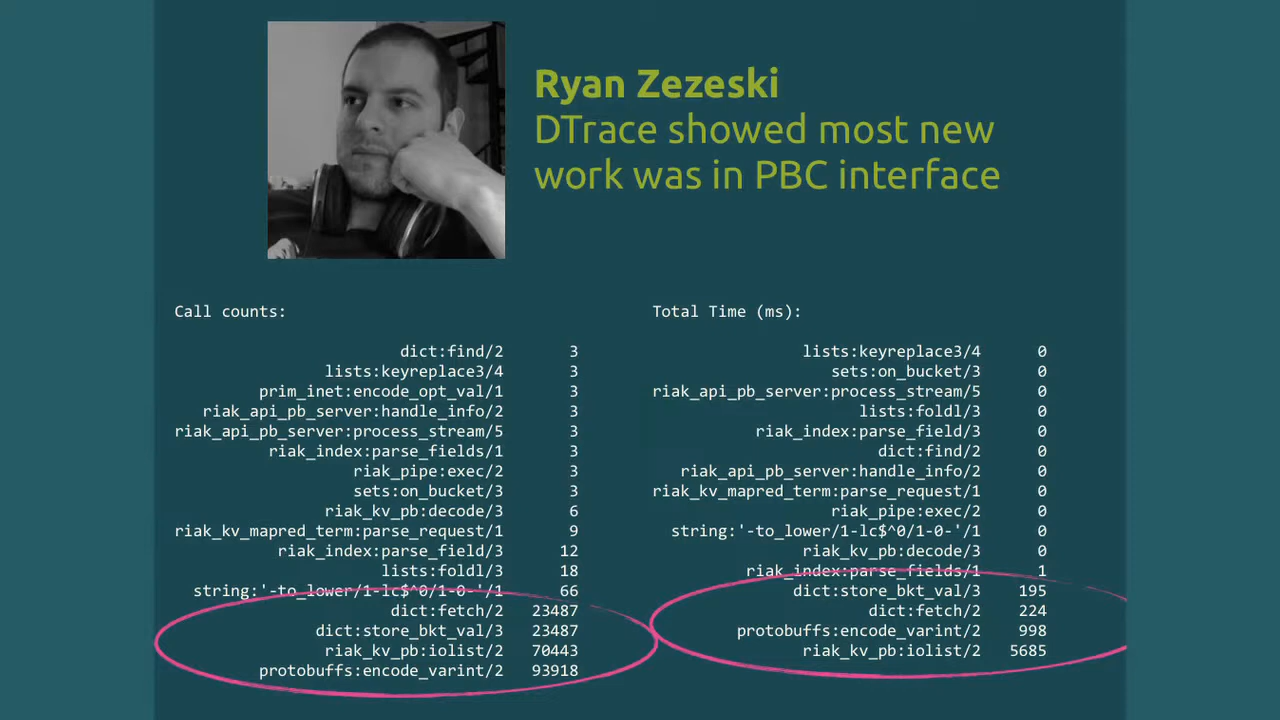 Ryan Zezeski
DTrace showed most new
work was in PBC interface
Call counts:
dict:find/2 3
lists:keyreplace3/4 3
prim_inet:encode_opt_val/1 3
riak_api_pb_server:handle_info/2 3
riak_api_pb_server:process_stream/5 3
riak_index:parse_fields/1 3
riak_pipe:exec/2 3
sets:on_bucket/3 3
riak_kv_pb:decode/3 6
riak_kv_mapred_term:parse_request/1 9
riak_index:parse_field/3 12
lists:foldl/3 18
string:'-to_lower/1-lc$^0/1-0-'/1 66
dict:fetch/2 23487
dict:store_bkt_val/3 23487
riak_kv_pb:iolist/2 70443
protobuffs:encode_varint/2 93918
Total Time (ms):
lists:keyreplace3/4 0
sets:on_bucket/3 0
riak_api_pb_server:process_stream/5 0
lists:foldl/3 0
riak_index:parse_field/3 0
dict:find/2 0
riak_api_pb_server:handle_info/2 0
riak_kv_mapred_term:parse_request/1 0
riak_pipe:exec/2 0
string:'-to_lower/1-lc$^0/1-0-'/1 0
riak_kv_pb:decode/3 0
riak_index:parse_fields/1 1
dict:store_bkt_val/3 195
dict:fetch/2 224
protobuffs:encode_varint/2 998
riak_kv_pb:iolist/2 5685